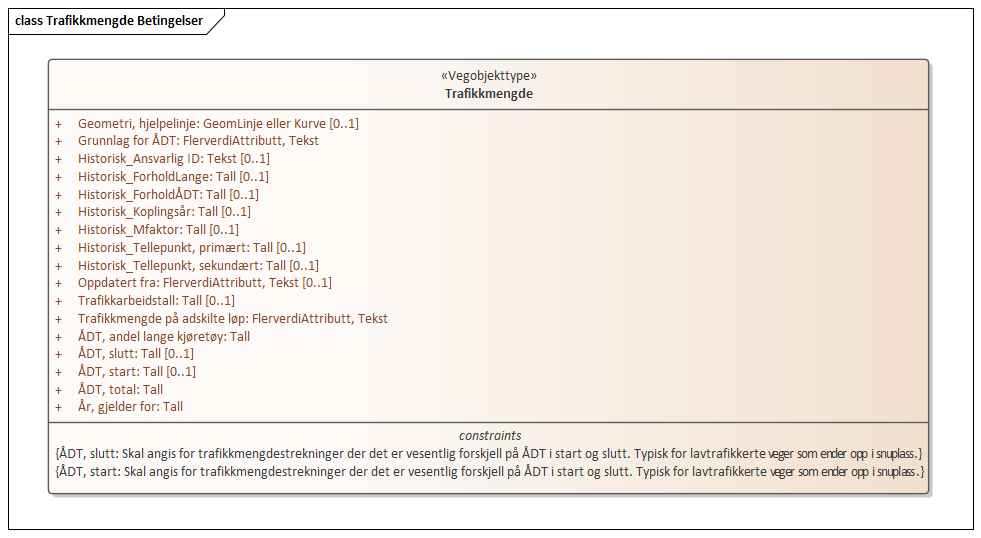 class Trafikkmengde Betingelser
«Vegobjekttype»
Trafikkmengde
+ Geometri, hjelpelinje: GeomLinje eller Kurve [0..1]
+ Grunnlag for ÅDT: FlerverdiAttributt, Tekst
+ Historisk_Ansvarlig ID: Tekst [0..1]
+ Historisk_ForholdLange: Tall [0..1]
+ Historisk_ForholdÅDT: Tall [0..1]
+ Historisk_Koplingsår: Tall [0..1]
+ Historisk_Mfaktor: Tall [0..1]
+ Historisk_Tellepunkt, primært: Tall [0..1]
+ Historisk_Tellepunkt, sekundært: Tall [0..1]
+ Oppdatert fra: FlerverdiAttributt, Tekst [0..1]
+ Trafikkarbeidstall: Tall [0..1]
+ Trafikkmengde på adskilte løp: FlerverdiAttributt, Tekst
+ ÅDT, andel lange kjøretøy: Tall
+ ÅDT, slutt: Tall [0..1]
+ ÅDT, start: Tall [0..1]
+ ÅDT, total: Tall
+ År, gjelder for: Tall
constraints
{ÅDT, slutt: Skal angis for trafikkmengdestrekninger der det er vesentlig forskjell på ÅDT i start og slutt. Typisk for lavtrafikkerte veger som ender opp i snuplass.}
{ÅDT, start: Skal angis for trafikkmengdestrekninger der det er vesentlig forskjell på ÅDT i start og slutt. Typisk for lavtrafikkerte veger som ender opp i snuplass.}